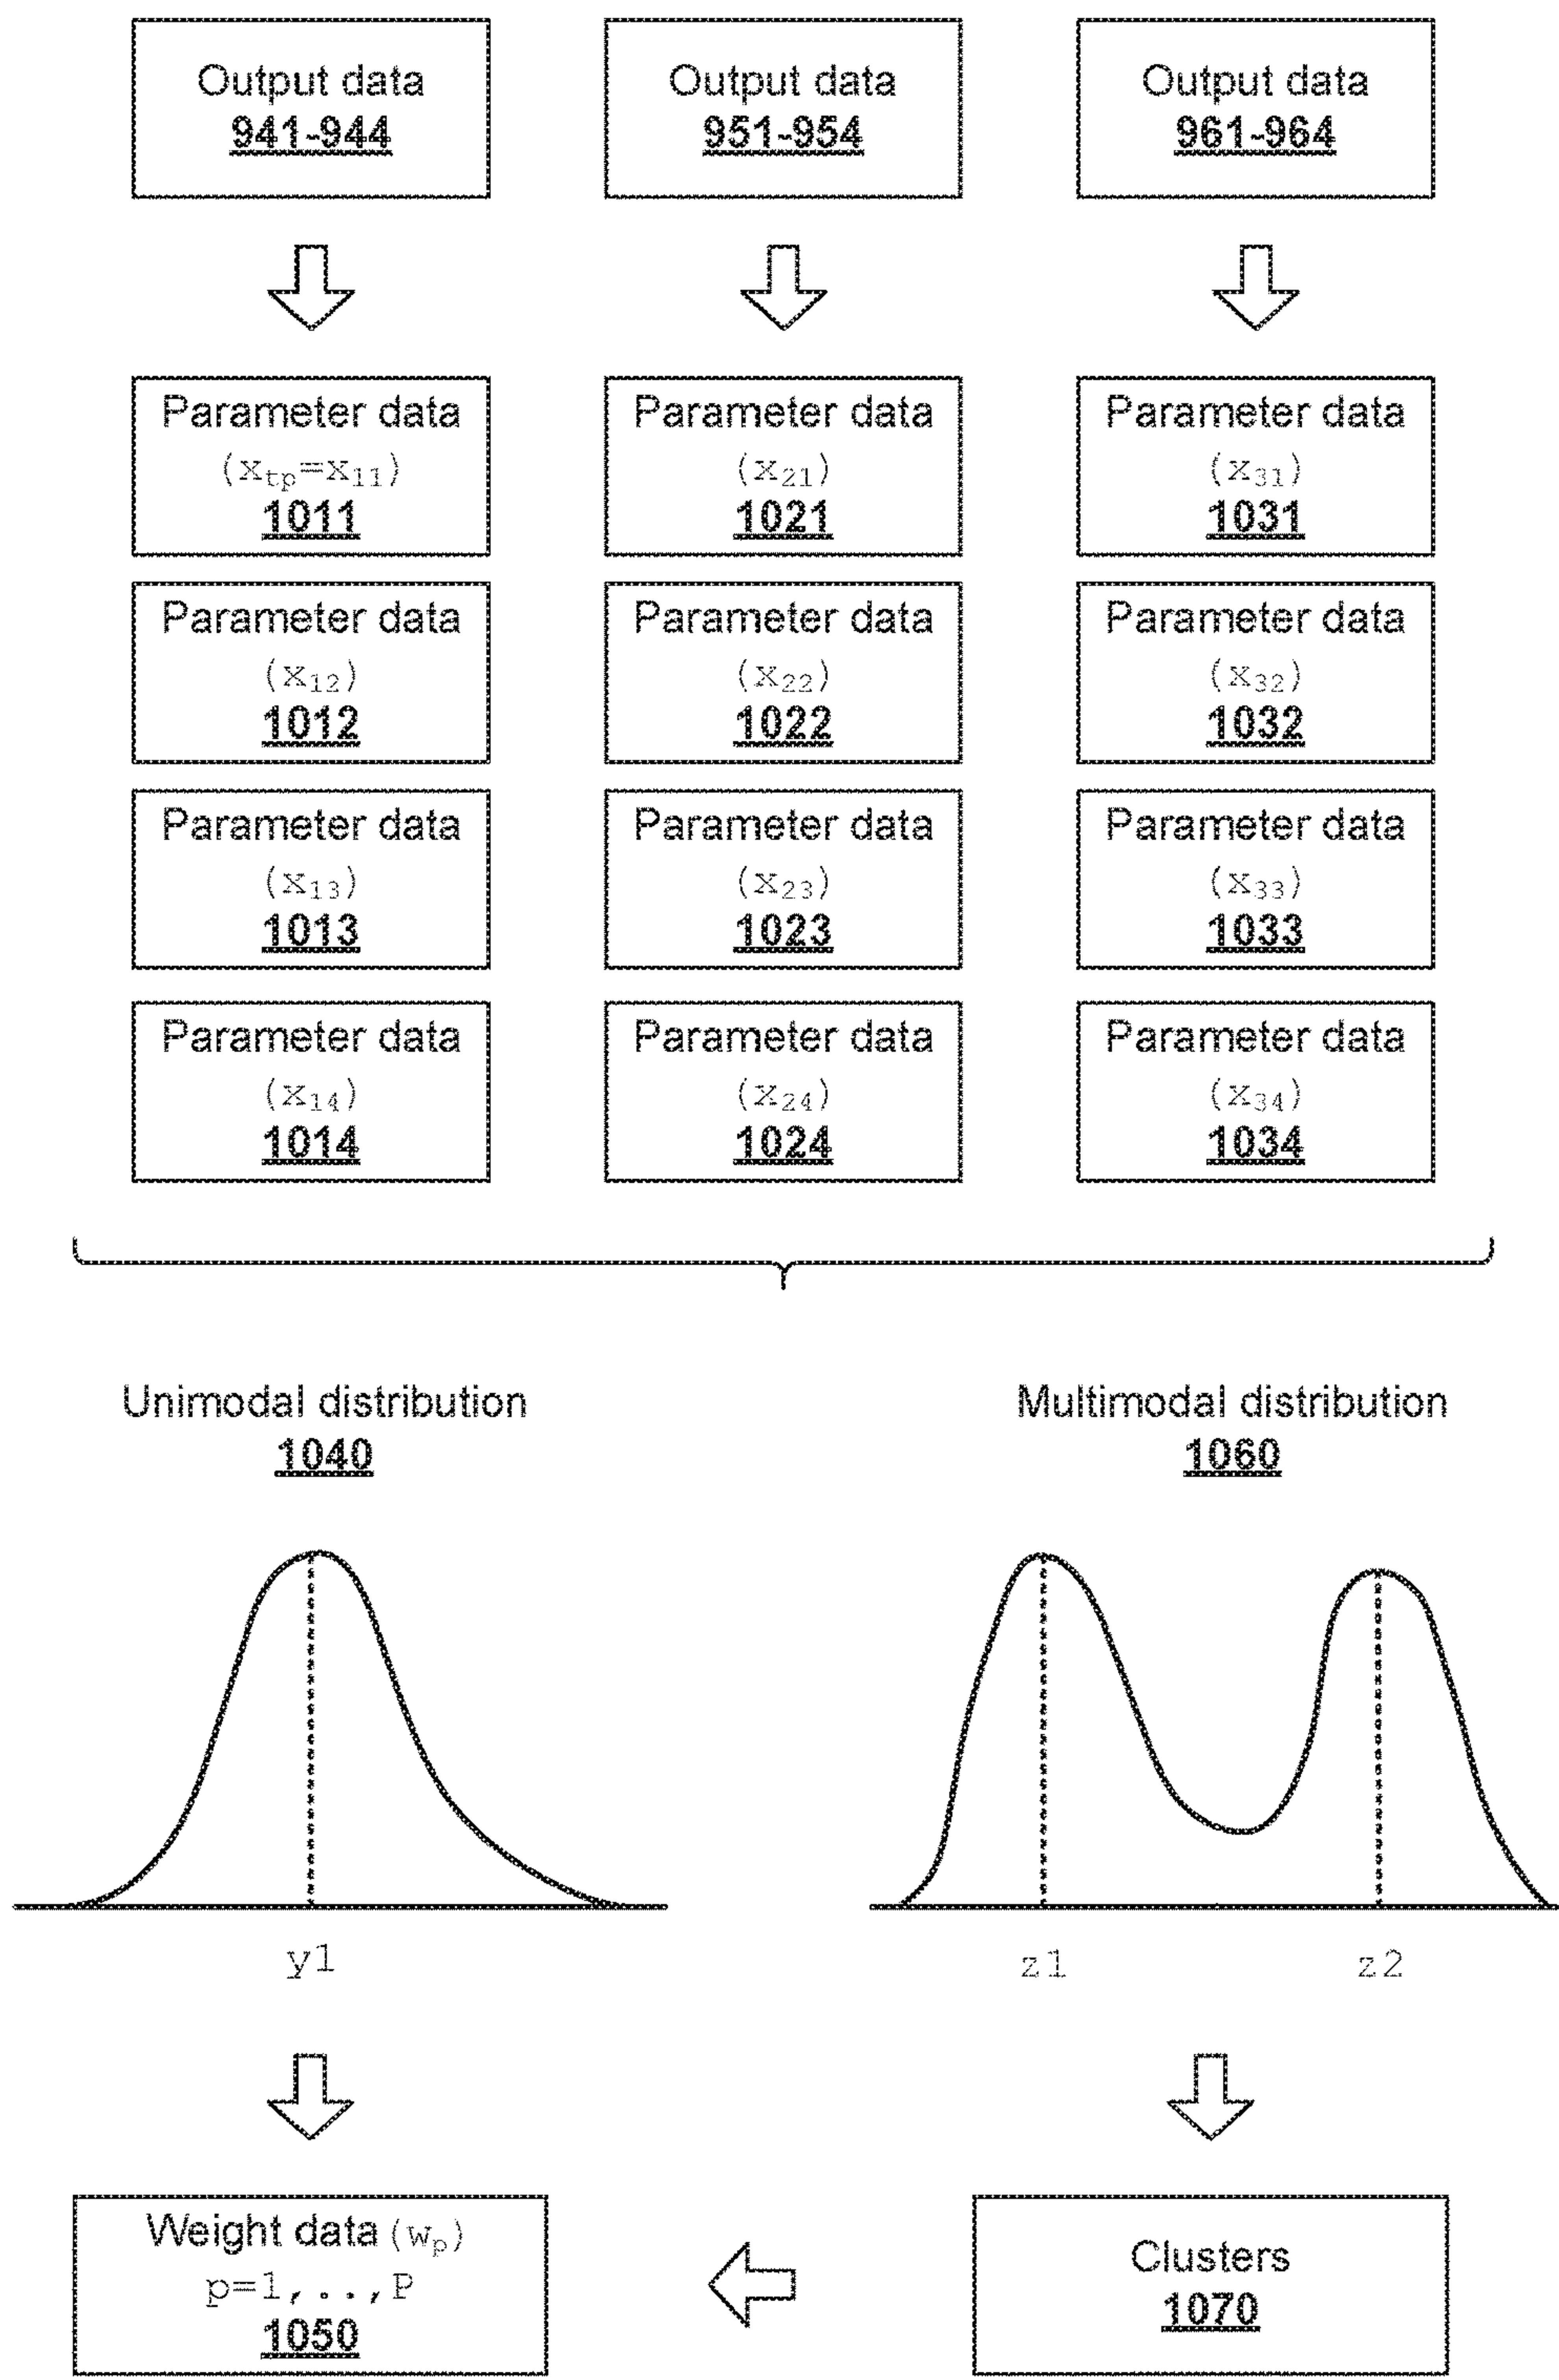 Output data
941-944
Output data
951-954
Output data
961-964
Parameter data
(x_tp=x_11)
1011
Parameter data
(x_21)
1021
Parameter data
(x_31)
1031
Parameter data
(x_12)
1012
Parameter data
(x_22)
1022
Parameter data
(x_32)
1032
Parameter data
(x_13)
1013
Parameter data
(x_23)
1023
Parameter data
(x_33)
1033
Parameter data
(x_14)
1014
Parameter data
(x_24)
1024
Parameter data
(x_34)
1034
Unimodal distribution
1040
Multimodal distribution
1060
y1
z1
z2
Weight data (w_p)
p=1,..,P
1050
Clusters
1070